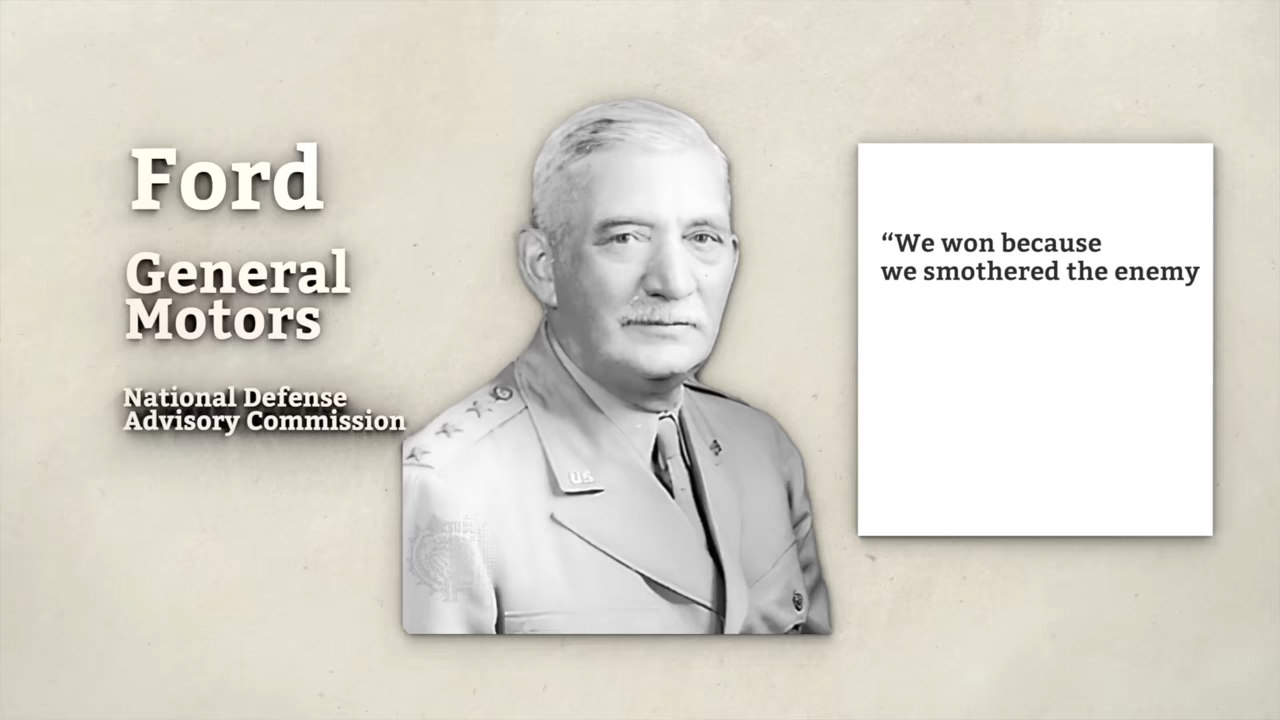 Ford
General
Motors
National Defense
Advisory Commission
US
“We won because
we smothered the enemy